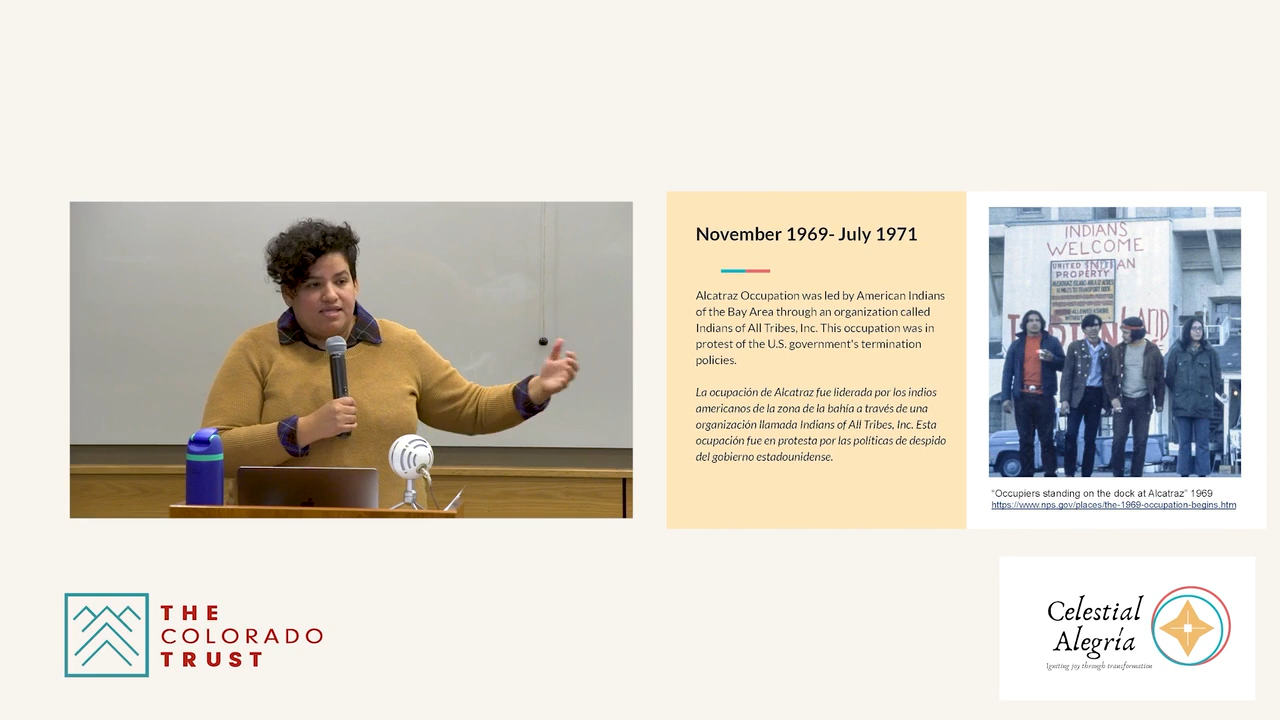 November 1969- July 1971
Alcatraz Occupation was led by American Indians
of the Bay Area through an organization called
Indians of All Tribes, Inc. This occupation was in
protest of the U.S. government's termination
policies.
La ocupación de Alcatraz fue liderada por los indios
americanos de la zona de la bahía a través de una
organización llamada Indians of All Tribes, Inc. Esta
ocupación fue en protesta por las políticas de despido
del gobierno estadounidense.
INDIANS
WELCOME
UNITED
INDIAN
PROPERTY
"Occupiers standing on the dock at Alcatraz" 1969
https://www.nps.gov/places/the-1969-occupation-begins.htm
THE
COLORADO
TRUST
Celestial
Alegría
Igniting joy through transformation